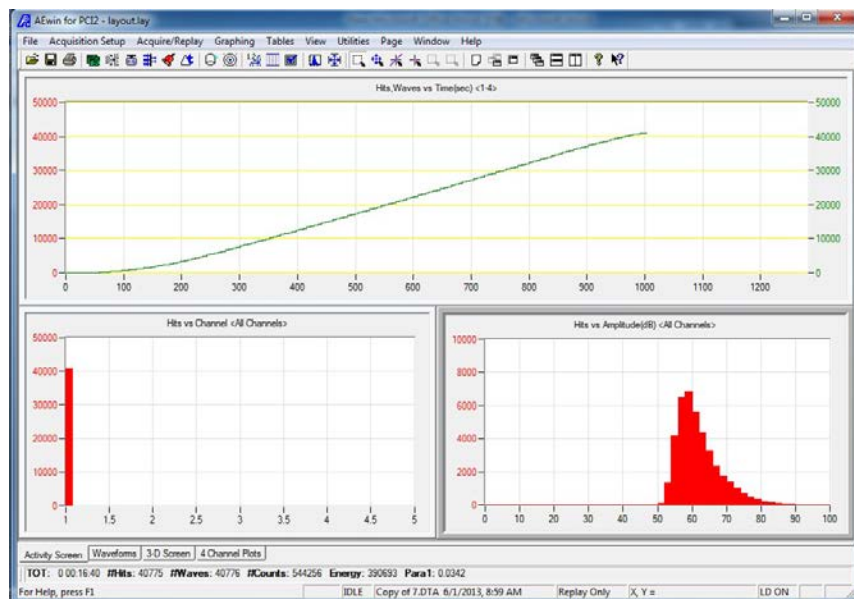 AEwin for PCI2 - layout.lay
File Acquisition Setup Acquire/Replay Graphing Tables View Utilities Page Window Help
Hits,Waves vs Time(sec) <1-4>
50000 50000
40000 40000
30000 30000
20000 20000
10000 10000
0 0
0 100 200 300 400 500 600 700 800 900 1000 1100 1200
Hits vs Channel <All Channels>
50000
40000
30000
20000
10000
0
1 1.5 2 2.5 3 3.5 4 4.5 5
Hits vs Amplitude(dB) <All Channels>
10000
8000
6000
4000
2000
0
0 10 20 30 40 50 60 70 80 90 100
Activity Screen Waveforms 3-D Screen 4 Channel Plots
TOT: 0 00:16:40 #Hits: 40775 #Waves: 40776 #Counts: 544256 Energy: 390693 Para1: 0.0342
For Help, press F1 IDLE Copy of 7.DTA 6/1/2013, 8:59 AM Replay Only X, Y = LD ON